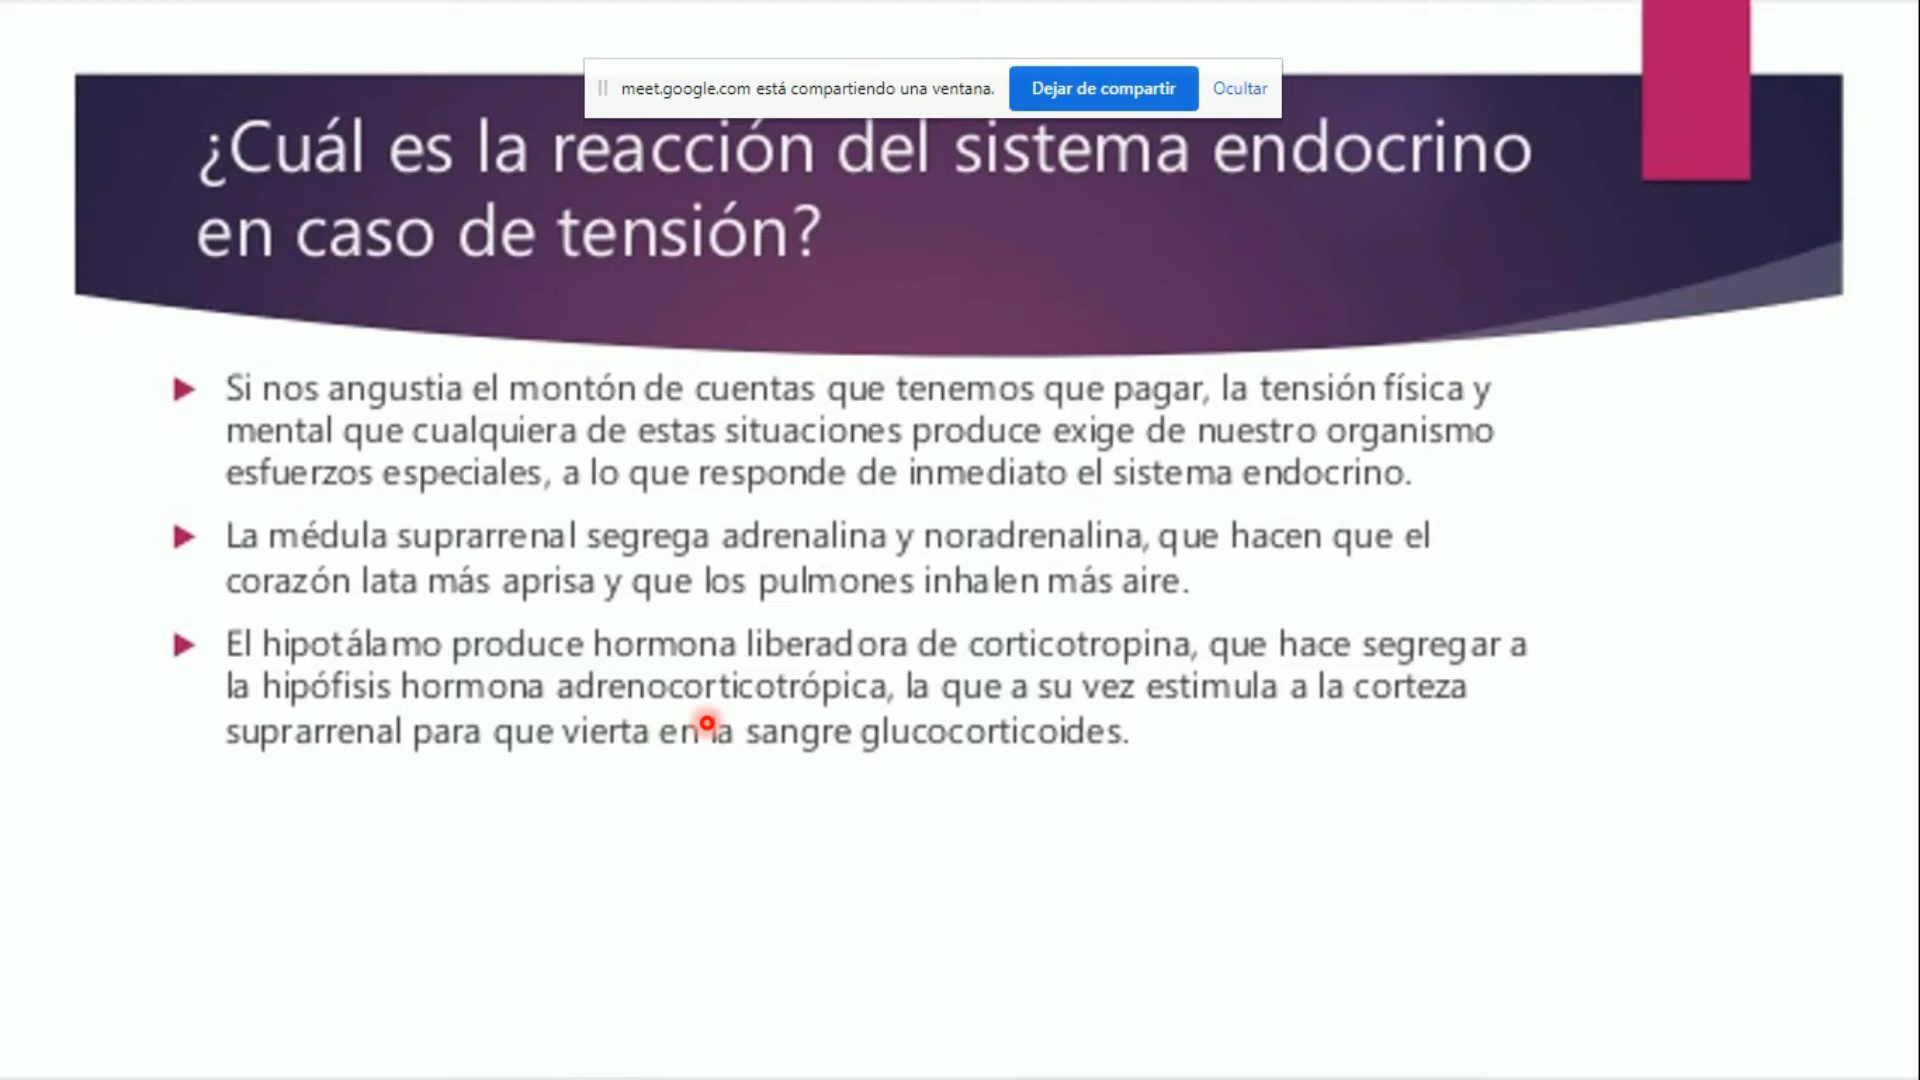 meet.google.com está compartiendo una ventana.
Dejar de compartir
Ocultar
¿Cuál es la reacción del sistema endocrino
en caso de tensión?
Si nos angustia el montón de cuentas que tenemos que pagar, la tensión física y
mental que cualquiera de estas situaciones produce exige de nuestro organismo
esfuerzos especiales, a lo que responde de inmediato el sistema endocrino.
La médula suprarrenal segrega adrenalina y noradrenalina, que hacen que el
corazón lata más aprisa y que los pulmones inhalen más aire.
El hipotálamo produce hormona liberadora de corticotropina, que hace segregar a
la hipófisis hormona adrenocorticotrópica, la que a su vez estimula a la corteza
suprarrenal para que vierta en la sangre glucocorticoides.